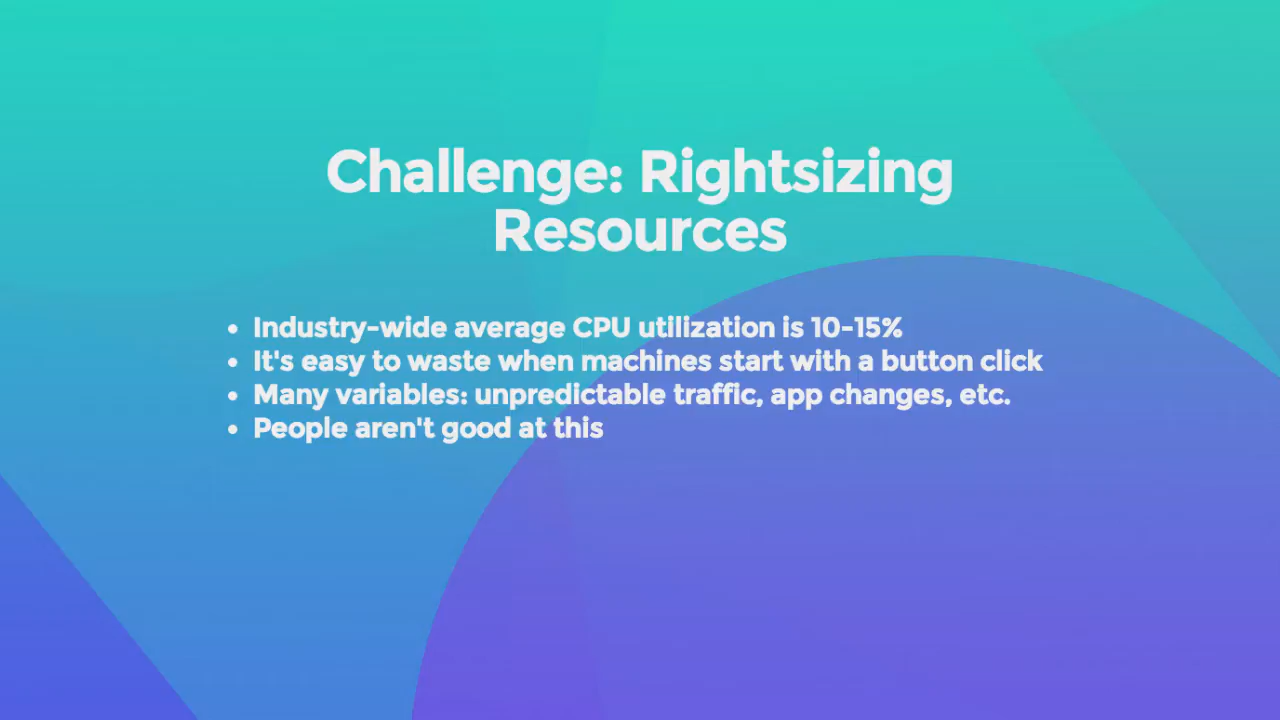 Challenge: Rightsizing
Resources
• Industry-wide average CPU utilization is 10-15%
• It's easy to waste when machines start with a button click
• Many variables: unpredictable traffic, app changes, etc.
• People aren't good at this